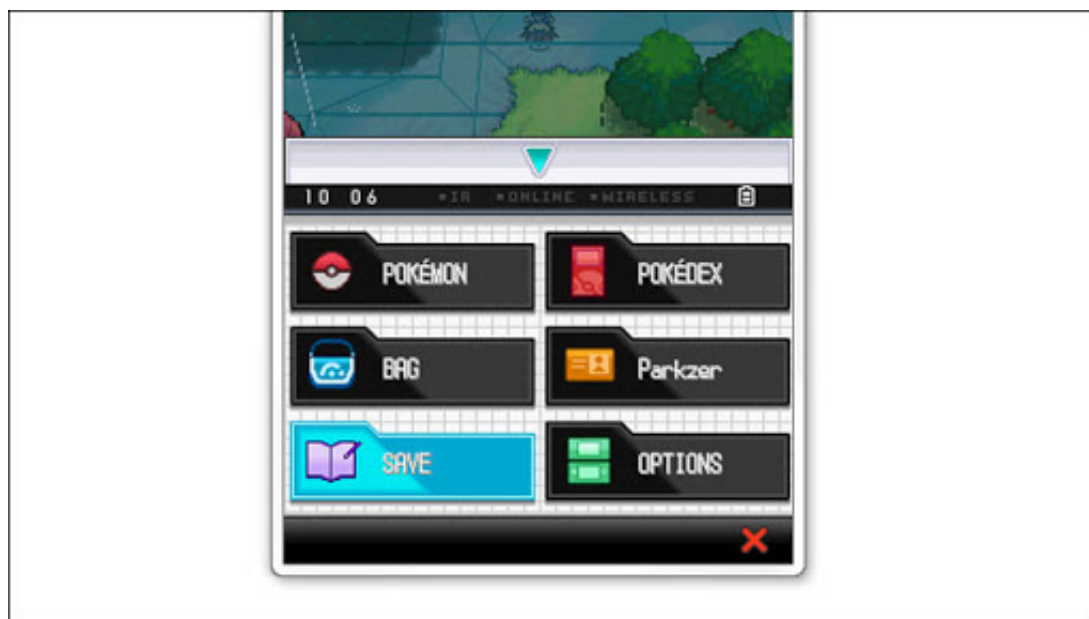 10 06 IR ONLINE WIRELESS
POKÉMON POKÉDEX
BAG Parkzer
SAVE OPTIONS